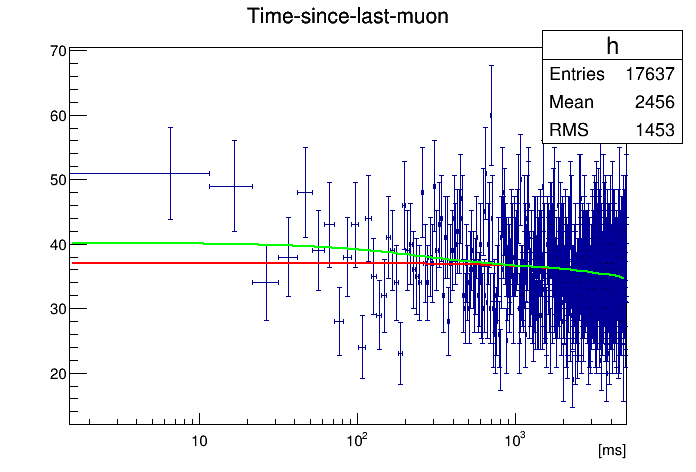 Time-since-last-muon
h
Entries 17637
Mean 2456
RMS 1453
70
60
50
40
30
20
10
10²
10³
[ms]